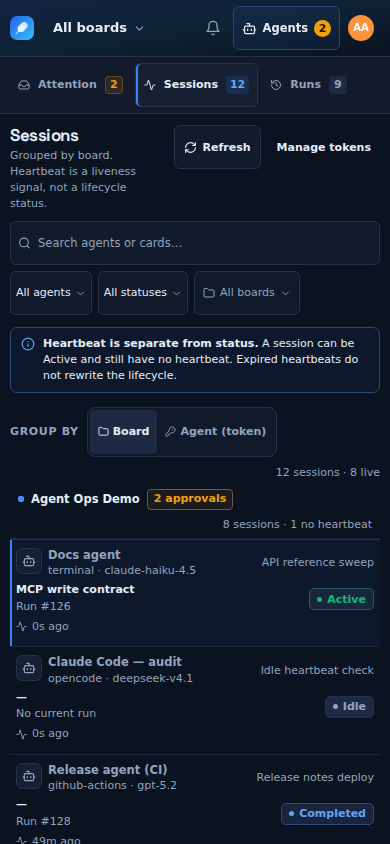 All boards
Agents 2
AA
Attention 2
Sessions 12
Runs 9
Sessions
Grouped by board.
Heartbeat is a liveness
signal, not a lifecycle
status.
Refresh
Manage tokens
Search agents or cards...
All agents
All statuses
All boards
Heartbeat is separate from status. A session can be
Active and still have no heartbeat. Expired heartbeats do
not rewrite the lifecycle.
GROUP BY
Board
Agent (token)
12 sessions · 8 live
Agent Ops Demo 2 approvals
8 sessions · 1 no heartbeat
Docs agent
terminal · claude-haiku-4.5
API reference sweep
MCP write contract
Run #126
Active
0s ago
Claude Code — audit
opencode · deepseek-v4.1
Idle heartbeat check
—
No current run
Idle
0s ago
Release agent (CI)
github-actions · gpt-5.2
Release notes deploy
—
Run #128
Completed
49m ago